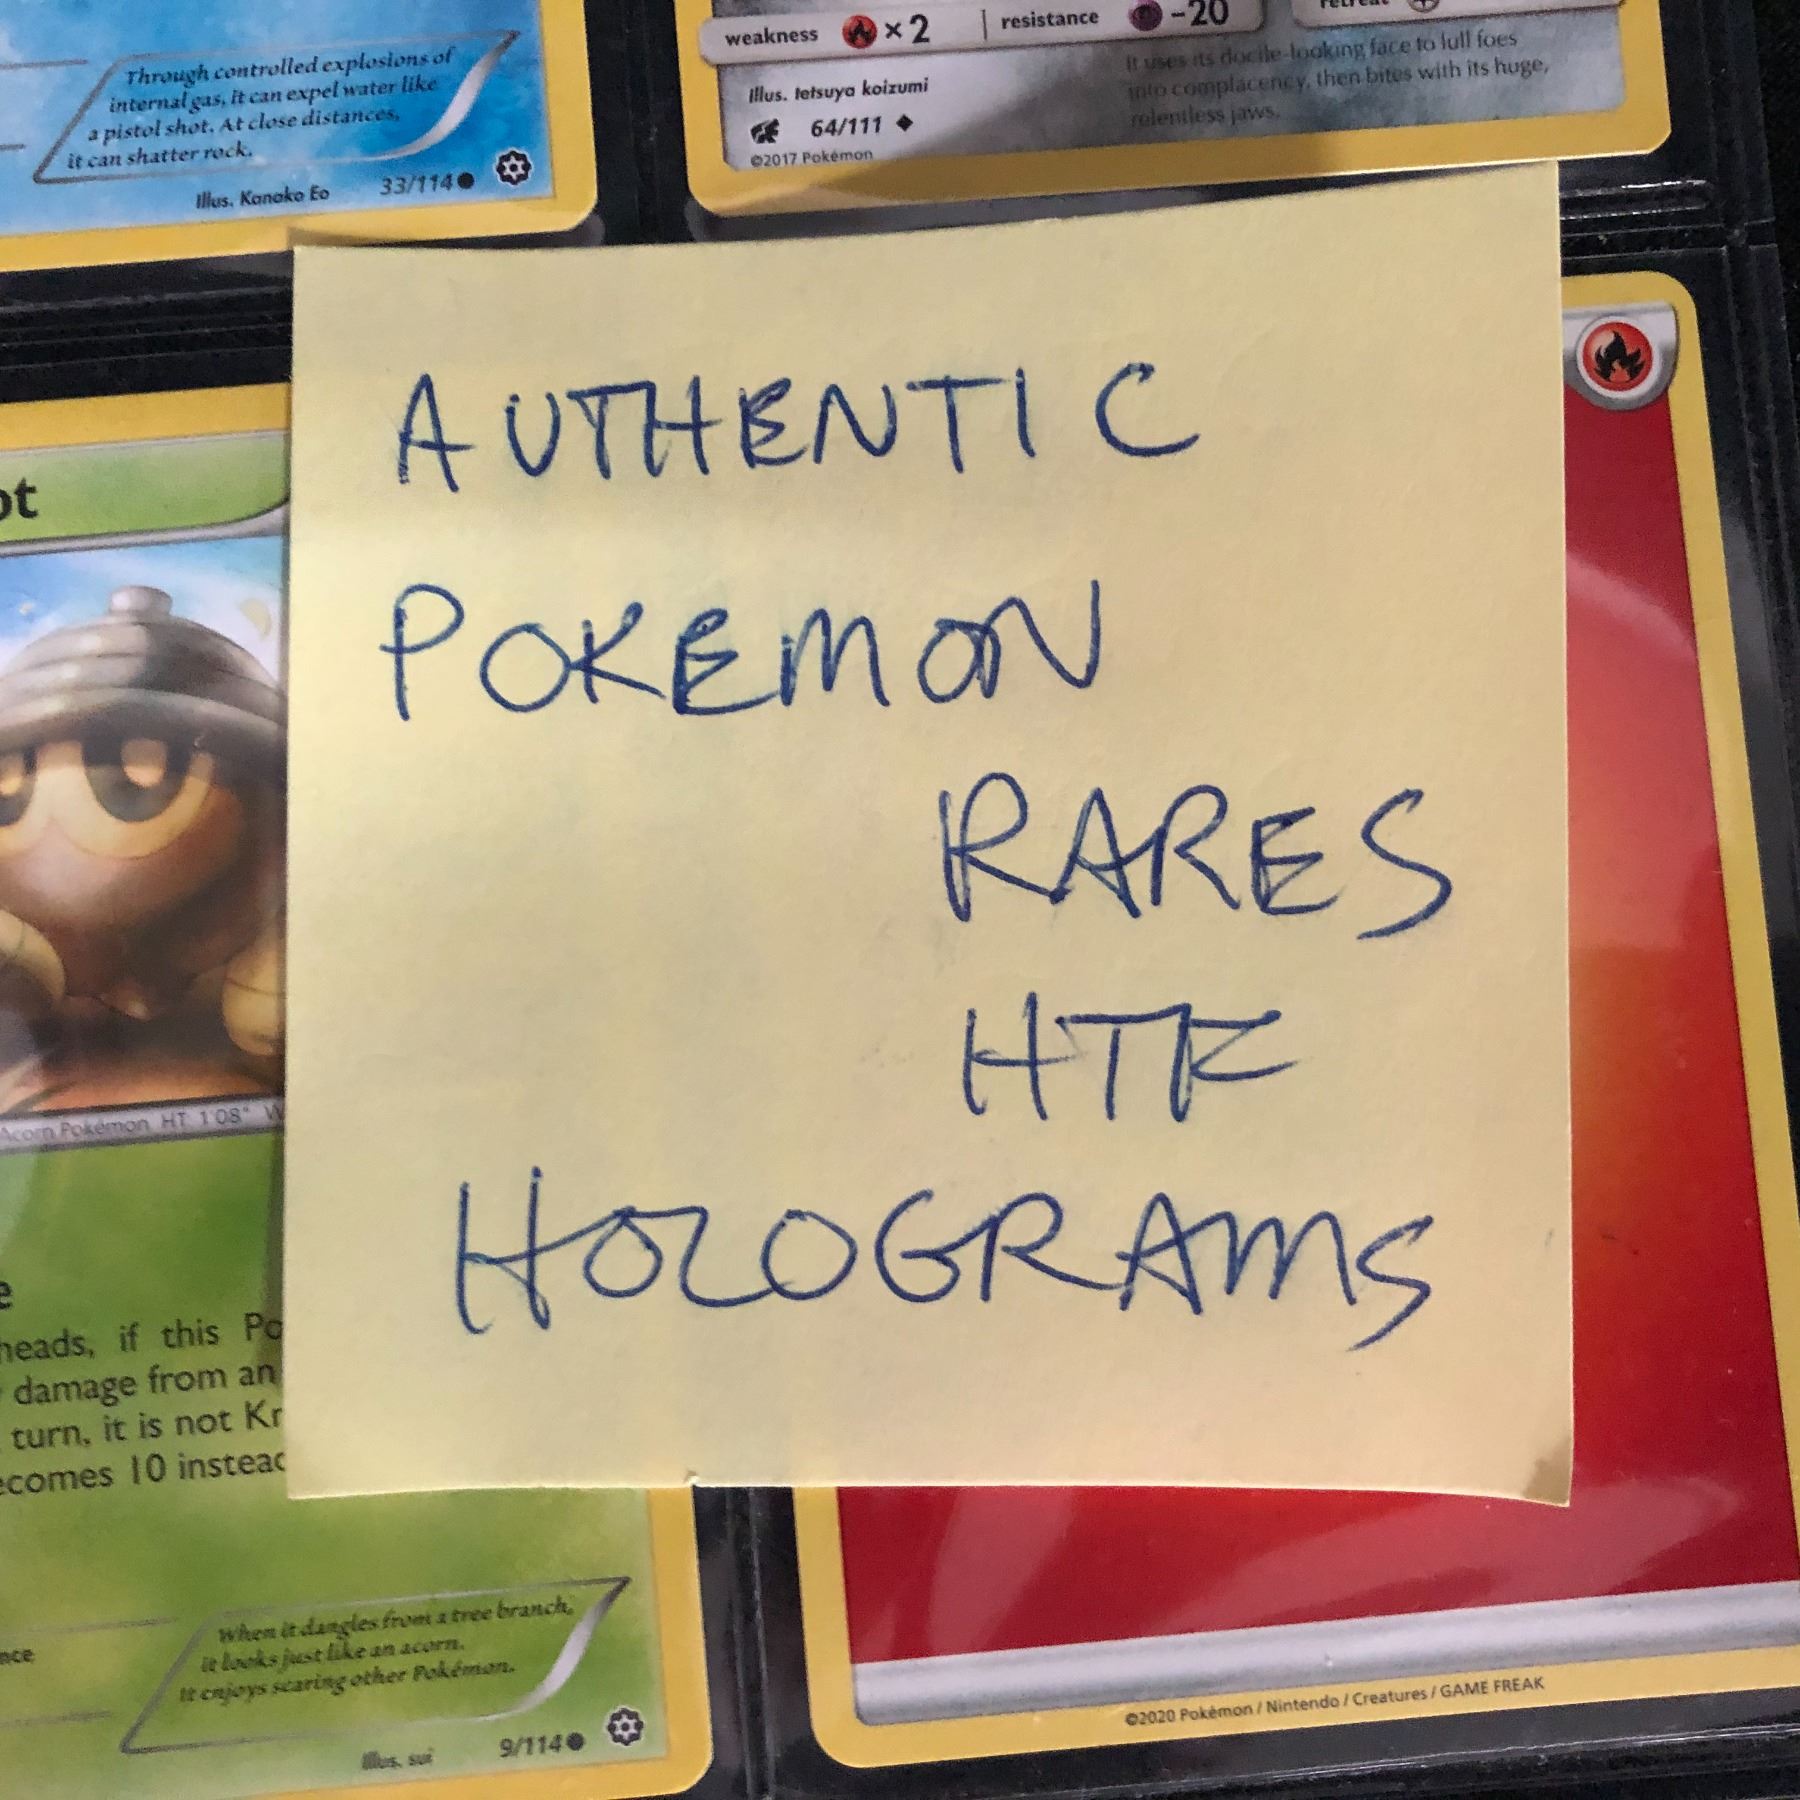 Through controlled explosions of
internal gas, it can expel water like
a pistol shot. At close distances,
it can shatter rock.
Illus. Kanako Eo 33/114
weakness ×2 resistance -20 retreat
It uses its docile-looking face to lull foes
into complacency, then bites with its huge,
relentless jaws.
Illus. tetsuya koizumi
64/111
©2017 Pokémon
AUTHENTIC
POKEMON
RARES
HTF
HOLOGRAMS
ot
Acorn Pokémon HT 1'08" W
e
heads, if this Po
damage from an
turn, it is not Kn
ecomes 10 instead
nce
When it dangles from a tree branch,
it looks just like an acorn.
It enjoys scaring other Pokémon.
Illus. sui 9/114
©2020 Pokémon / Nintendo / Creatures / GAME FREAK